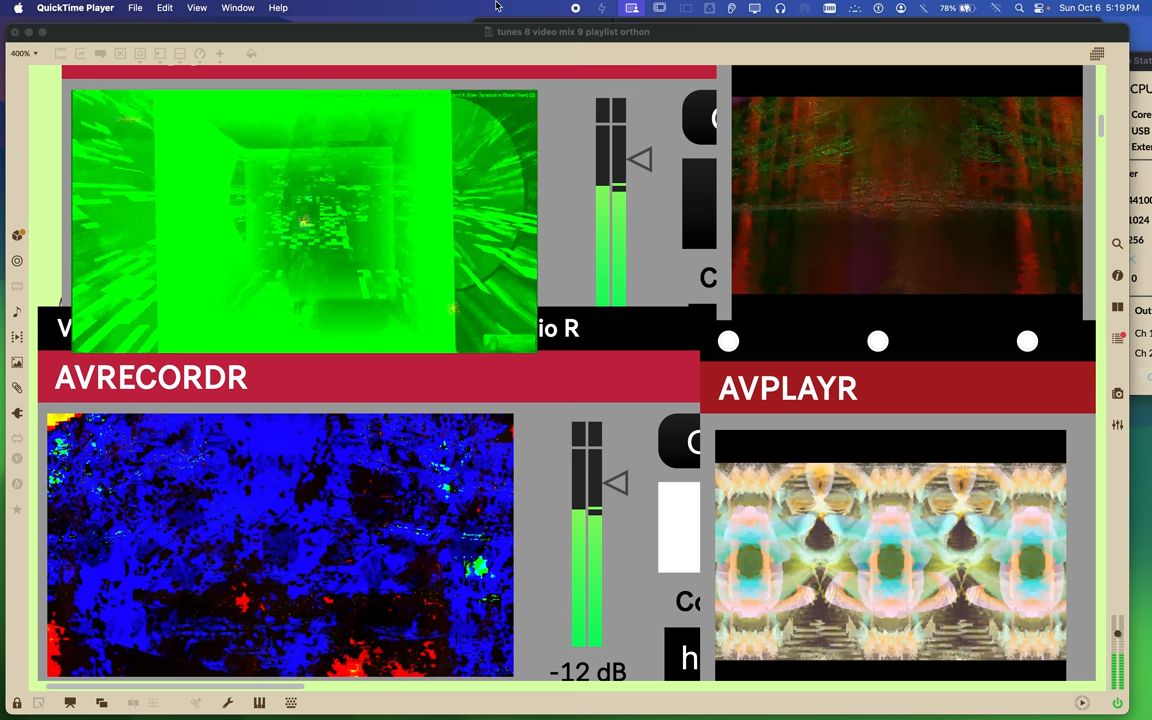 QuickTime Player File Edit View Window Help 78% Sun Oct 6 5:19 PM
tunes 8 video mix 9 playlist orthon
400%
Stat
CPU
Core
USB
Exter
er
44100
1024
256
0
Out
Ch 1
Ch 2
C
C
V
io R
AVRECORDR
AVPLAYR
C
Co
h
-12 dB